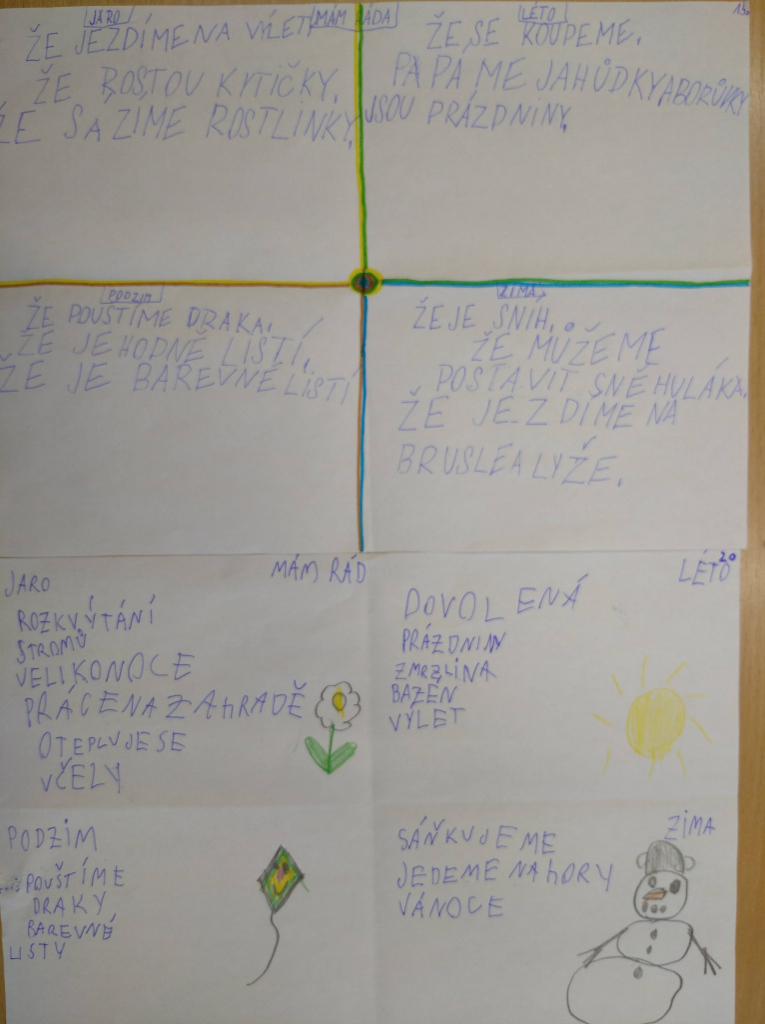 MÁM RÁDA
JARO
ŽE JEZDÍME NA VÝLET
ŽE ROSTOU KYTIČKY.
ŽE SÁZÍME ROSTLINKY.
LÉTO
ŽE SE KOUPEME.
PAPÁME JAHŮDKY A BORŮVKY
JSOU PRÁZDNINY.
PODZIM
ŽE POUŠTÍME DRAKA.
ŽE JE HODNĚ LISTÍ.
ŽE JE BAREVNÉ LISTÍ
ZIMA
ŽE JE SNÍH.
ŽE MŮŽEME
POSTAVIT SNĚHULÁKA.
ŽE JEZDÍME NA
BRUSLE A LYŽE.
MÁM RÁD
JARO
ROZKVÝTÁNÍ
STROMŮ
VELIKONOCE
PRÁCE NA ZAhRADĚ
OTEPLUJE SE
VČELY
LÉTO
20
DOVOLENÁ
PRÁZDNINY
ZMRZLINA
BAZÉN
VÝLET
PODZIM
POUŠTÍME
DRAKY
BAREVNÉ
LISTY
ZIMA
SÁŇKUJEME
JEDEME NA hORY
VÁNOCE